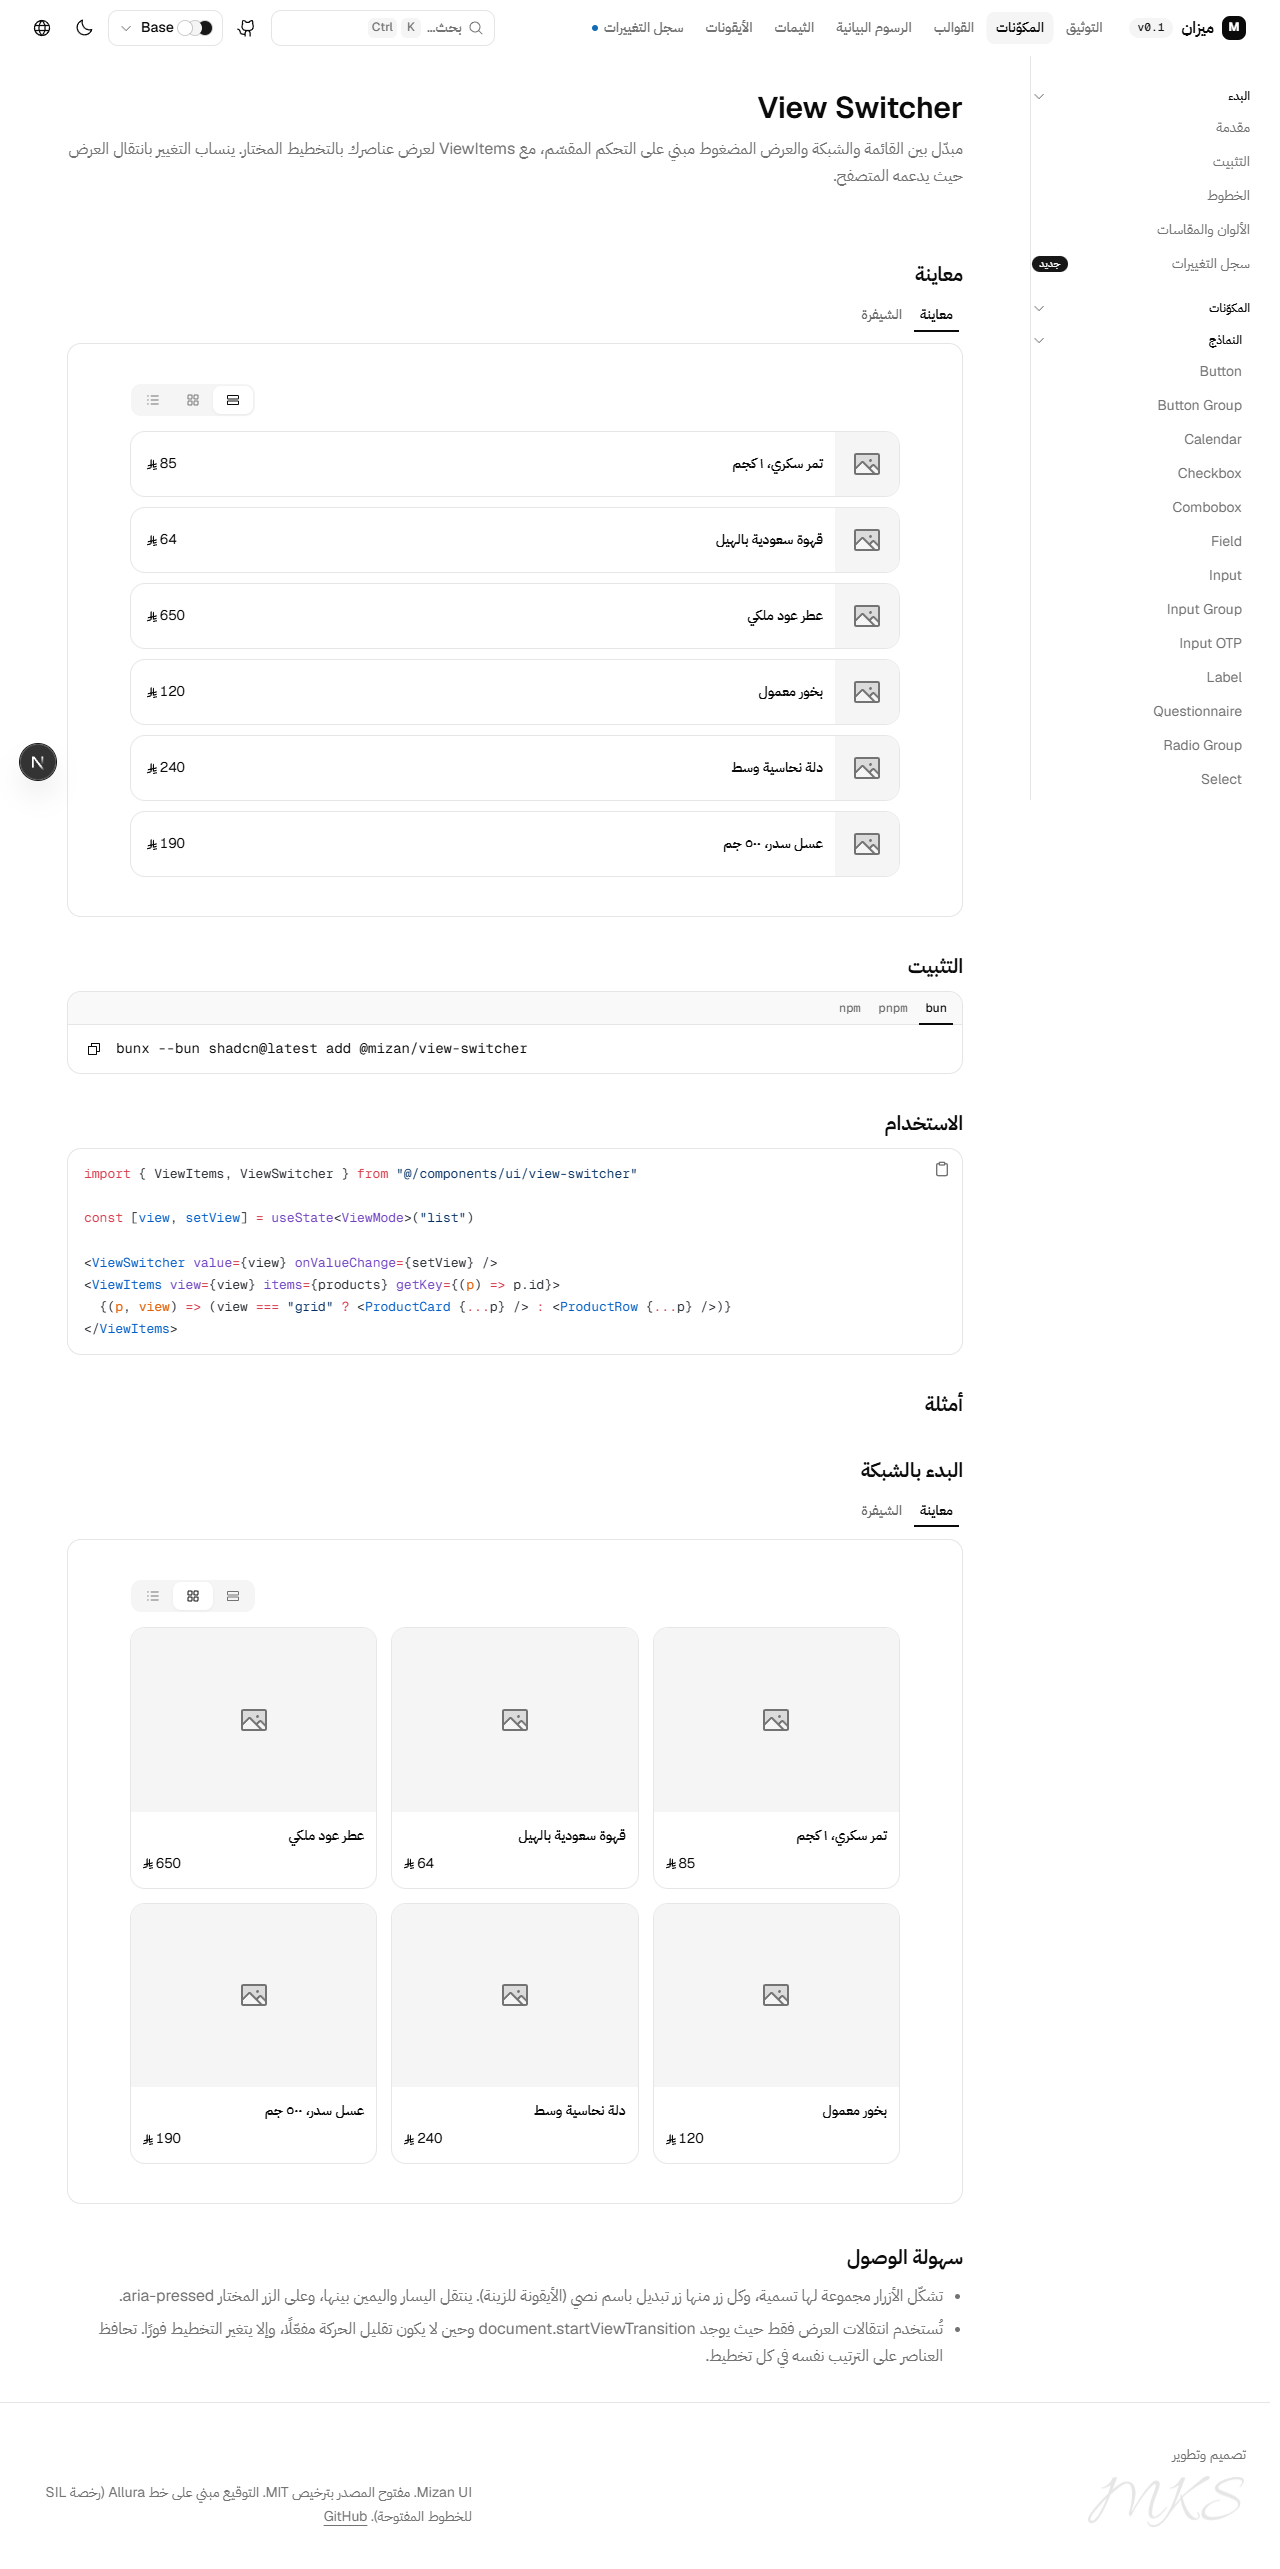 M ميزان v0.1 التوثيق المكوّنات القوالب الرسوم البيانية الثيمات الأيقونات سجل التغييرات بحث... K Ctrl Base
البدء
مقدمة
التثبيت
الخطوط
الألوان والمقاسات
سجل التغييرات جديد
المكوّنات
النماذج
Button
Button Group
Calendar
Checkbox
Combobox
Field
Input
Input Group
Input OTP
Label
Questionnaire
Radio Group
Select
View Switcher
مبدّل بين القائمة والشبكة والعرض المضغوط مبني على التحكم المقسّم، مع ViewItems لعرض عناصرك بالتخطيط المختار. ينساب التغيير بانتقال العرض
حيث يدعمه المتصفح.
معاينة
معاينة الشيفرة
تمر سكري، ١ كجم 85
قهوة سعودية بالهيل 64
عطر عود ملكي 650
بخور معمول 120
دلة نحاسية وسط 240
عسل سدر، ٥٠٠ جم 190
N
التثبيت
bun pnpm npm
bunx --bun shadcn@latest add @mizan/view-switcher
الاستخدام
import { ViewItems, ViewSwitcher } from "@/components/ui/view-switcher"
const [view, setView] = useState<ViewMode>("list")
<ViewSwitcher value={view} onValueChange={setView} />
<ViewItems view={view} items={products} getKey={(p) => p.id}>
{(p, view) => (view === "grid" ? <ProductCard {...p} /> : <ProductRow {...p} />)}
</ViewItems>
أمثلة
البدء بالشبكة
معاينة الشيفرة
تمر سكري، ١ كجم قهوة سعودية بالهيل عطر عود ملكي
85 64 650
بخور معمول دلة نحاسية وسط عسل سدر، ٥٠٠ جم
120 240 190
سهولة الوصول
• تشكّل الأزرار مجموعة لها تسمية، وكل زر منها زر تبديل باسم نصي (الأيقونة للزينة). ينتقل اليسار واليمين بينها، وعلى الزر المختار aria-pressed.
• تُستخدم انتقالات العرض فقط حيث يوجد document.startViewTransition وحين لا يكون تقليل الحركة مفعّلًا، وإلا يتغير التخطيط فورًا. تحافظ
العناصر على الترتيب نفسه في كل تخطيط.
تصميم وتطوير
MKS
Mizan UI. مفتوح المصدر بترخيص MIT. التوقيع مبني على خط Allura (رخصة SIL
للخطوط المفتوحة). GitHub